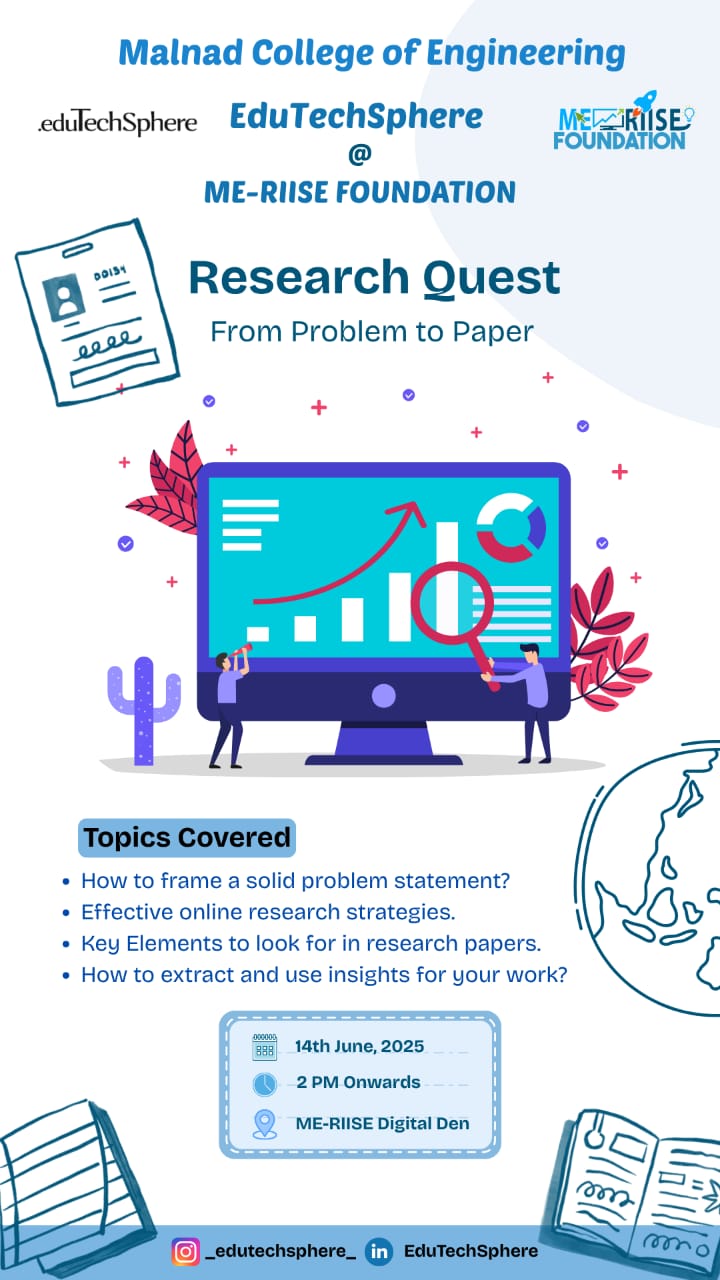 Malnad College of Engineering
.eduTechSphere
EduTechSphere
@
ME-RIISE FOUNDATION
ME-RIISE
FOUNDATION
Research Quest
From Problem to Paper
Topics Covered
• How to frame a solid problem statement?
• Effective online research strategies.
• Key Elements to look for in research papers.
• How to extract and use insights for your work?
14th June, 2025
2 PM Onwards
ME-RIISE Digital Den
_edutechsphere_ in EduTechSphere